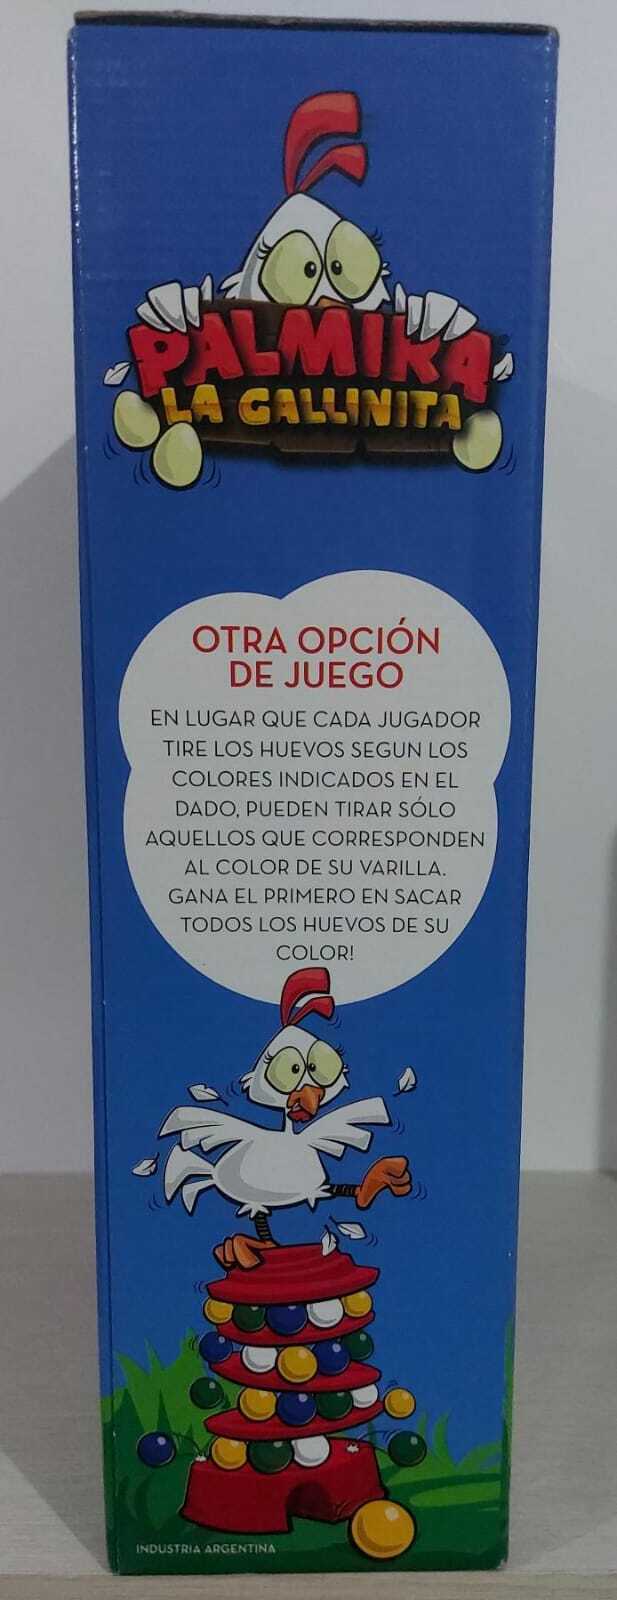 PALMIRA
LA GALLINITA
OTRA OPCIÓN
DE JUEGO
EN LUGAR QUE CADA JUGADOR
TIRE LOS HUEVOS SEGUN LOS
COLORES INDICADOS EN EL
DADO, PUEDEN TIRAR SÓLO
AQUELLOS QUE CORRESPONDEN
AL COLOR DE SU VARILLA.
GANA EL PRIMERO EN SACAR
TODOS LOS HUEVOS DE SU
COLOR!
INDUSTRIA ARGENTINA